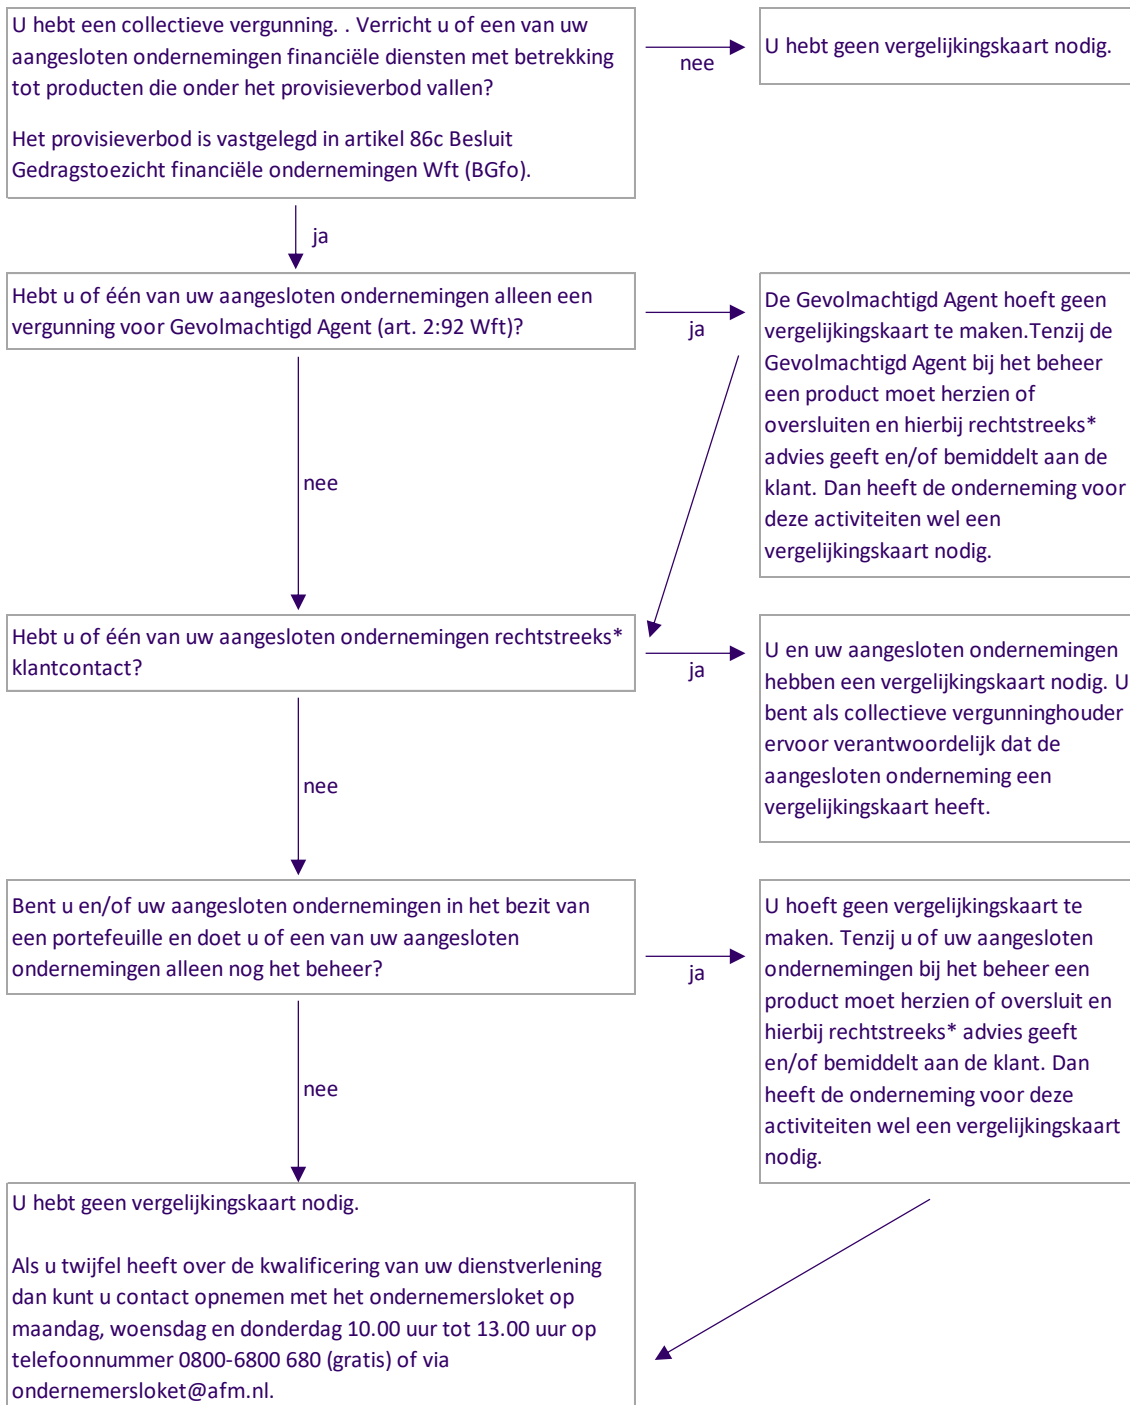 U hebt een collectieve vergunning. . Verricht u of een van uw
aangesloten ondernemingen financiële diensten met betrekking
tot producten die onder het provisieverbod vallen?
Het provisieverbod is vastgelegd in artikel 86c Besluit
Gedragstoezicht financiële ondernemingen Wft (BGfo).
nee
U hebt geen vergelijkingskaart nodig.
ja
Hebt u of één van uw aangesloten ondernemingen alleen een
vergunning voor Gevolmachtigd Agent (art. 2:92 Wft)?
ja
De Gevolmachtigd Agent hoeft geen
vergelijkingskaart te maken.Tenzij de
Gevolmachtigd Agent bij het beheer
een product moet herzien of
oversluiten en hierbij rechtstreeks*
advies geeft en/of bemiddelt aan de
klant. Dan heeft de onderneming voor
deze activiteiten wel een
vergelijkingskaart nodig.
nee
Hebt u of één van uw aangesloten ondernemingen rechtstreeks*
klantcontact?
ja
U en uw aangesloten ondernemingen
hebben een vergelijkingskaart nodig. U
bent als collectieve vergunninghouder
ervoor verantwoordelijk dat de
aangesloten onderneming een
vergelijkingskaart heeft.
nee
Bent u en/of uw aangesloten ondernemingen in het bezit van
een portefeuille en doet u of een van uw aangesloten
ondernemingen alleen nog het beheer?
ja
U hoeft geen vergelijkingskaart te
maken. Tenzij u of uw aangesloten
ondernemingen bij het beheer een
product moet herzien of oversluit en
hierbij rechtstreeks* advies geeft
en/of bemiddelt aan de klant. Dan
heeft de onderneming voor deze
activiteiten wel een vergelijkingskaart
nodig.
nee
U hebt geen vergelijkingskaart nodig.
Als u twijfel heeft over de kwalificering van uw dienstverlening
dan kunt u contact opnemen met het ondernemersloket op
maandag, woensdag en donderdag 10.00 uur tot 13.00 uur op
telefoonnummer 0800-6800 680 (gratis) of via
ondernemersloket@afm.nl.